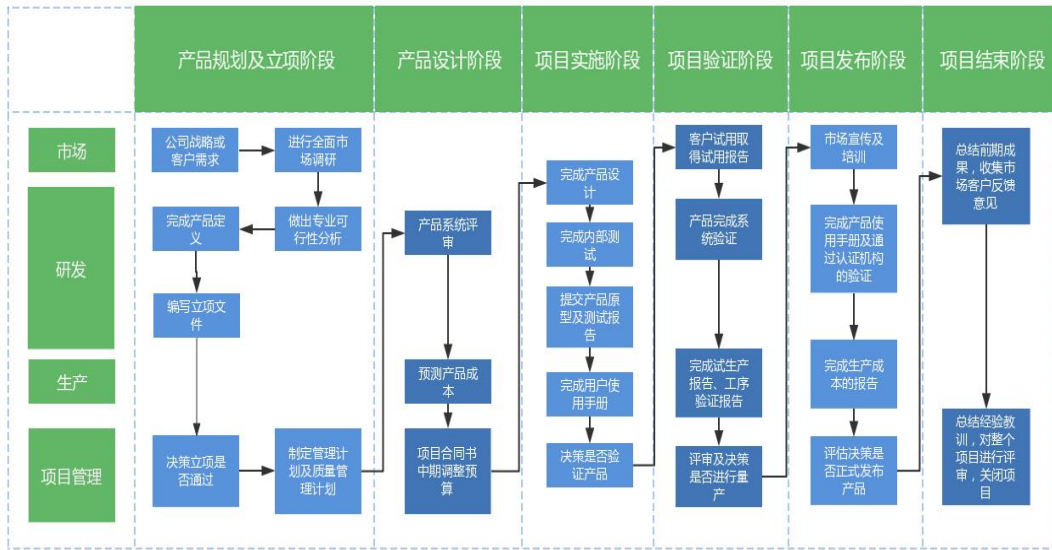 产品规划及立项阶段
产品设计阶段
项目实施阶段
项目验证阶段
项目发布阶段
项目结束阶段
市场
研发
生产
项目管理
公司战略或
客户需求
进行全面市
场调研
完成产品定
义
做出专业可
行性分析
编写立项文
件
决策立项是
否通过
制定管理计
划及质量管
理计划
产品系统评
审
预测产品成
本
项目合同书
中期调整预
算
完成产品设
计
完成内部测
试
提交产品原
型及测试报
告
完成用户使
用手册
决策是否验
证产品
客户试用取
得试用报告
产品完成系
统验证
完成试生产
报告、工序
验证报告
评审及决策
是否进行量
产
市场宣传及
培训
完成产品使
用手册及通
过认证机构
的验证
完成生产成
本的报告
评估决策是
否正式发布
产品
总结前期成
果，收集市
场客户反馈
意见
总结经验教
训，对整个
项目进行评
审，关闭项
目